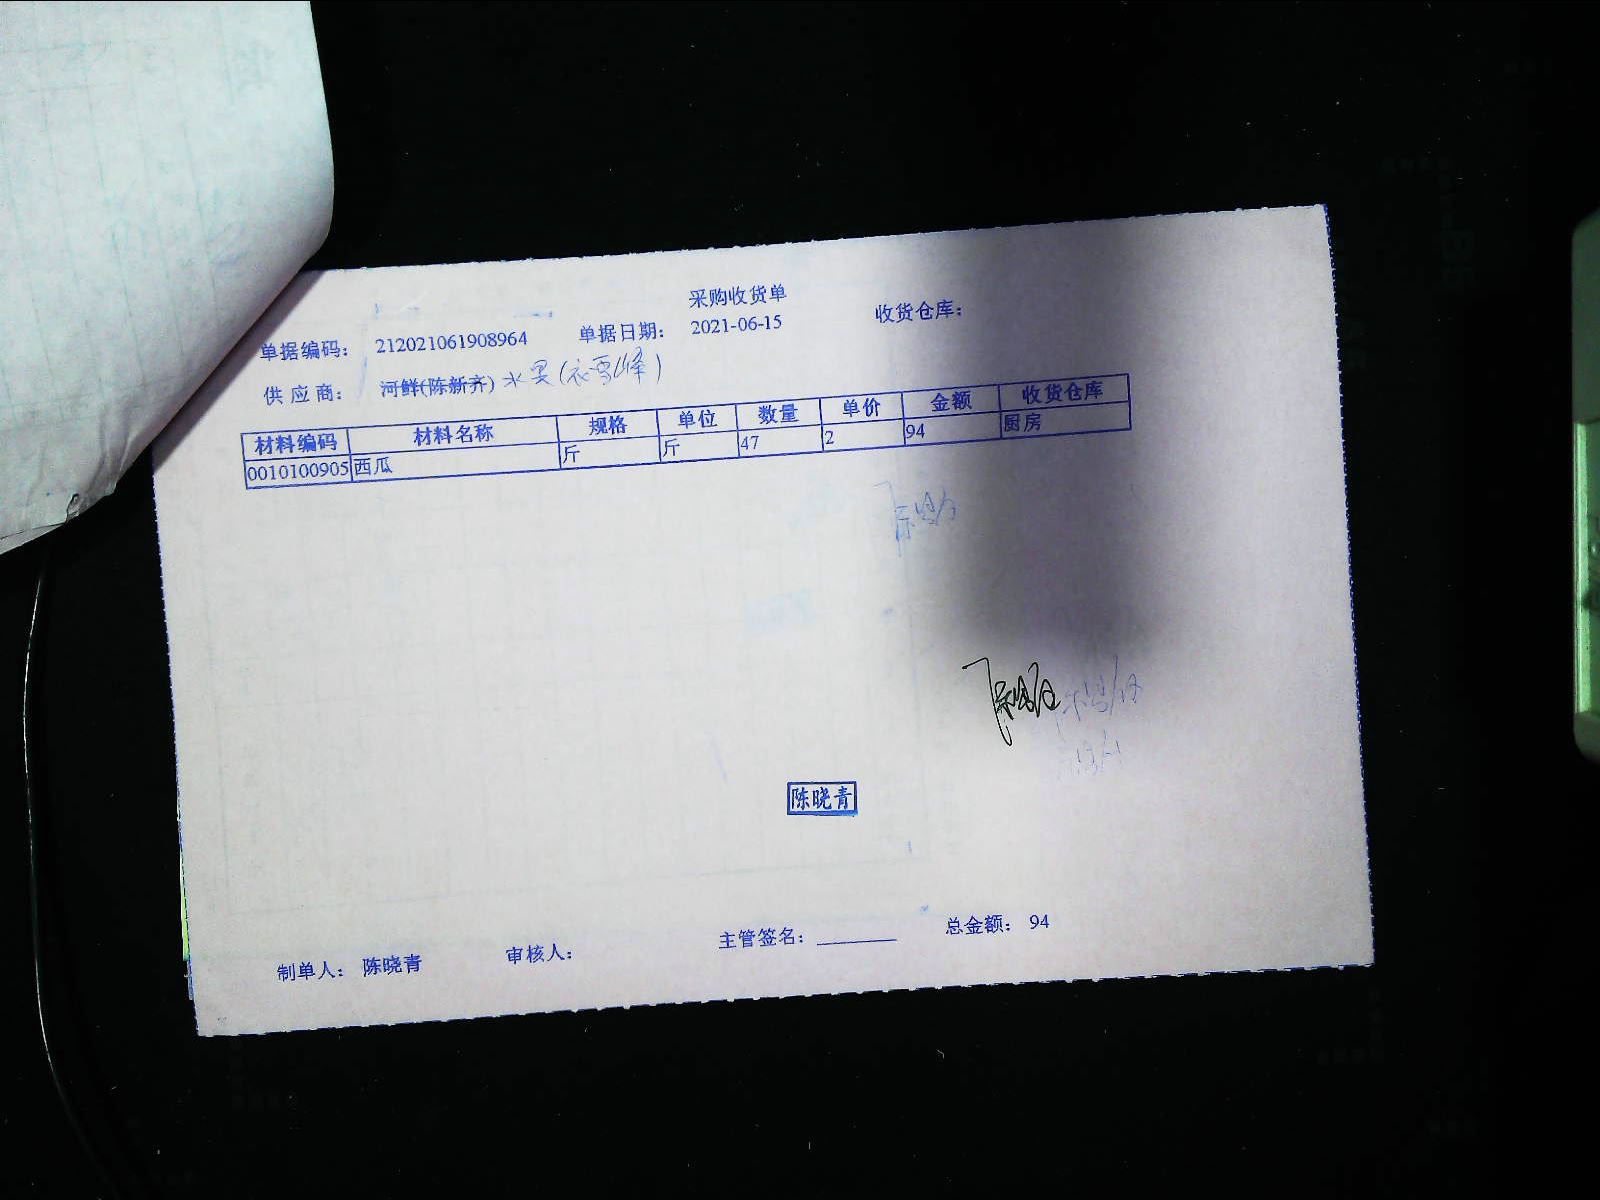 采购收货单
单据编码： 212021061908964 单据日期： 2021-06-15 收货仓库：
供应商： 河鲜(陈新齐) 水果(衣雪峰)
材料编码 材料名称 规格 单位 数量 单价 金额 收货仓库
0010100905 西瓜 斤 斤 47 2 94 厨房
陈晓青
制单人： 陈晓青 审核人： 主管签名： 总金额： 94